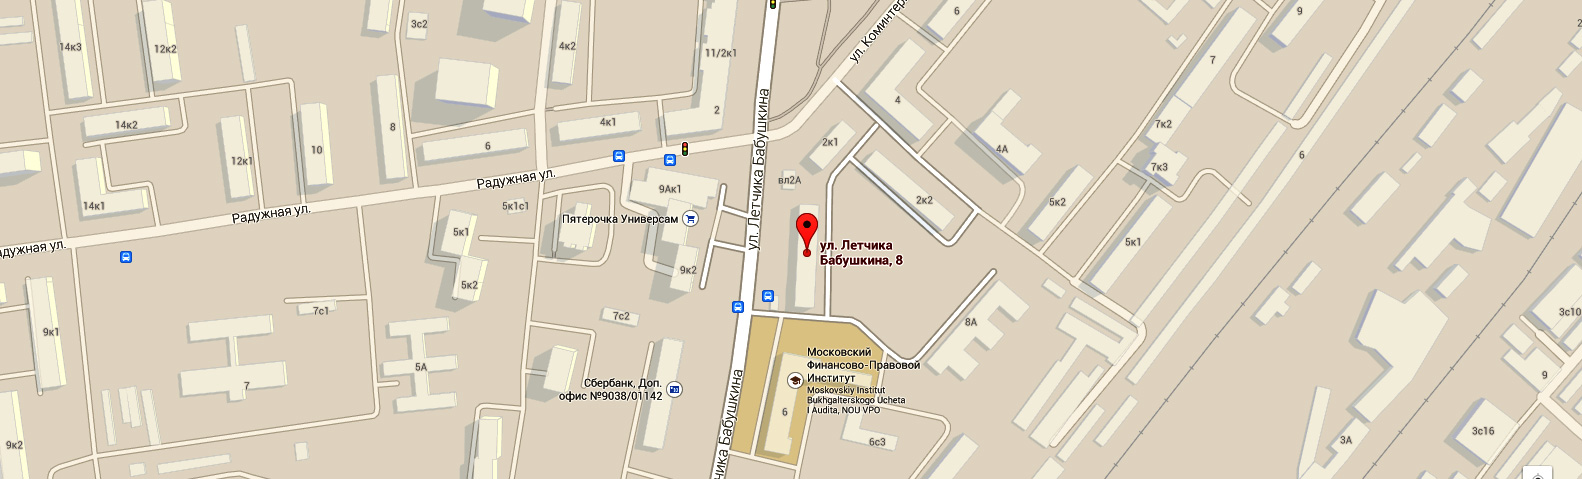 14к3
12к2
3с2
4к2
11/2к1
ул. Коминтер
6
9
7
2
8
4к1
2
4
7к2
14к2
12к1
10
6
2к1
4А
7к3
6
Радужная ул.
ул. Летчика Бабушкина
вл2А
9Ак1
14к1
5к1с1
Радужная ул.
Пятерочка Универсам
2к2
5к2
5к1
5к1
адужная ул.
ул. Летчика
Бабушкина, 8
9к2
5к2
7с1
7с2
8А
3с10
9к1
Московский
Финансово-Правовой
Институт
Moskovskiy Institut
Bukhgalterskogo Ucheta
I Audita, NOU VPO
5А
7
Сбербанк, Доп.
офис №9038/01142
9
6
чика Бабушкина
6с3
3А
3с16
9к2